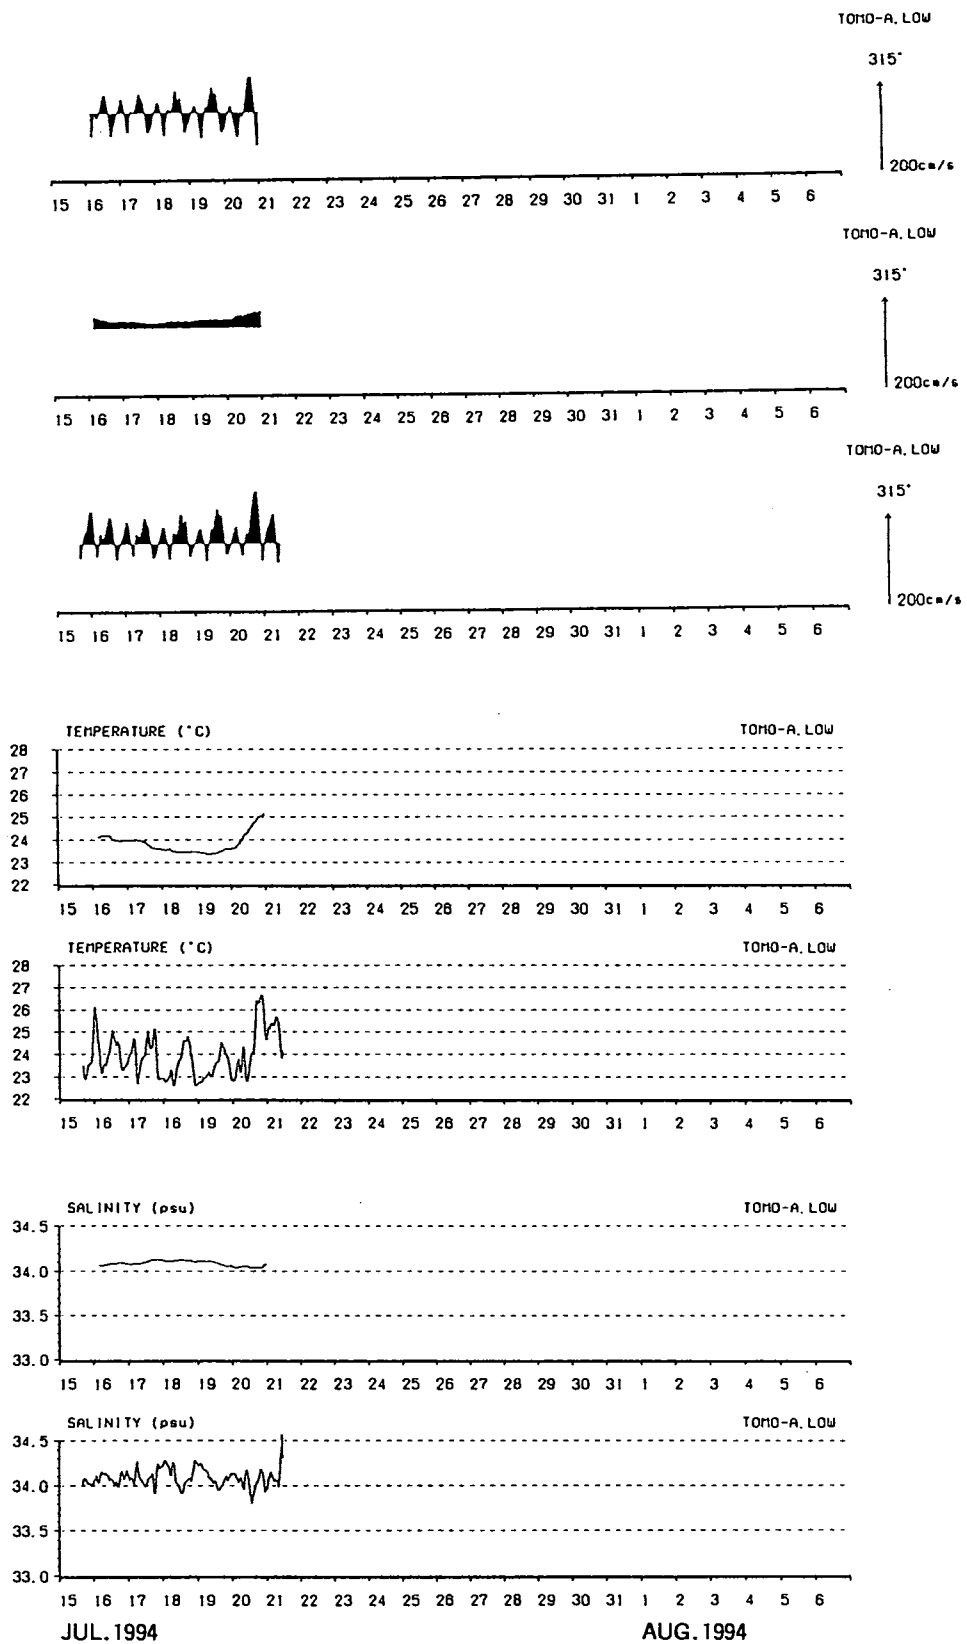 TOMO-A.LOW
315°
200cm/s
15 16 17 18 19 20 21 22 23 24 25 26 27 28 29 30 31 1 2 3 4 5 6
TOMO-A.LOW
315°
200cm/s
15 16 17 18 19 20 21 22 23 24 25 26 27 28 29 30 31 1 2 3 4 5 6
TOMO-A.LOW
315°
200cm/s
15 16 17 18 19 20 21 22 23 24 25 26 27 28 29 30 31 1 2 3 4 5 6
TEMPERATURE (°C) TOMO-A.LOW
28
27
26
25
24
23
22
15 16 17 18 19 20 21 22 23 24 25 26 27 28 29 30 31 1 2 3 4 5 6
TEMPERATURE (°C) TOMO-A.LOW
28
27
26
25
24
23
22
15 16 17 18 19 20 21 22 23 24 25 26 27 28 29 30 31 1 2 3 4 5 6
SALINITY (psu) TOMO-A.LOW
34.5
34.0
33.5
33.0
15 16 17 18 19 20 21 22 23 24 25 26 27 28 29 30 31 1 2 3 4 5 6
SALINITY (psu) TOMO-A.LOW
34.5
34.0
33.5
33.0
15 16 17 18 19 20 21 22 23 24 25 26 27 28 29 30 31 1 2 3 4 5 6
JUL.1994 AUG.1994